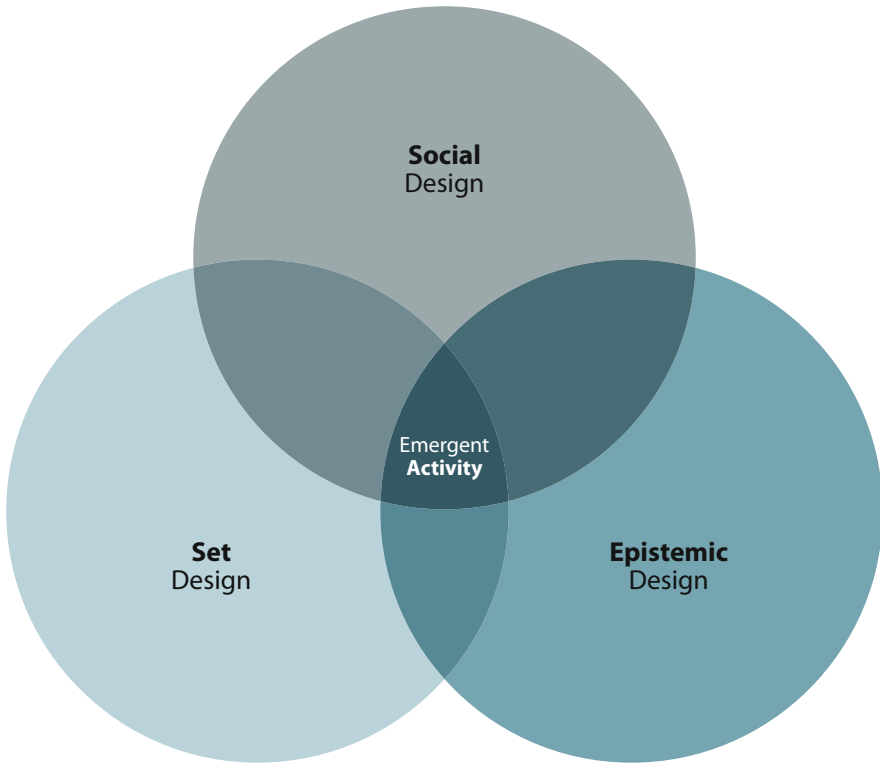 Social
Design
Emergent
Activity
Set
Design
Epistemic
Design